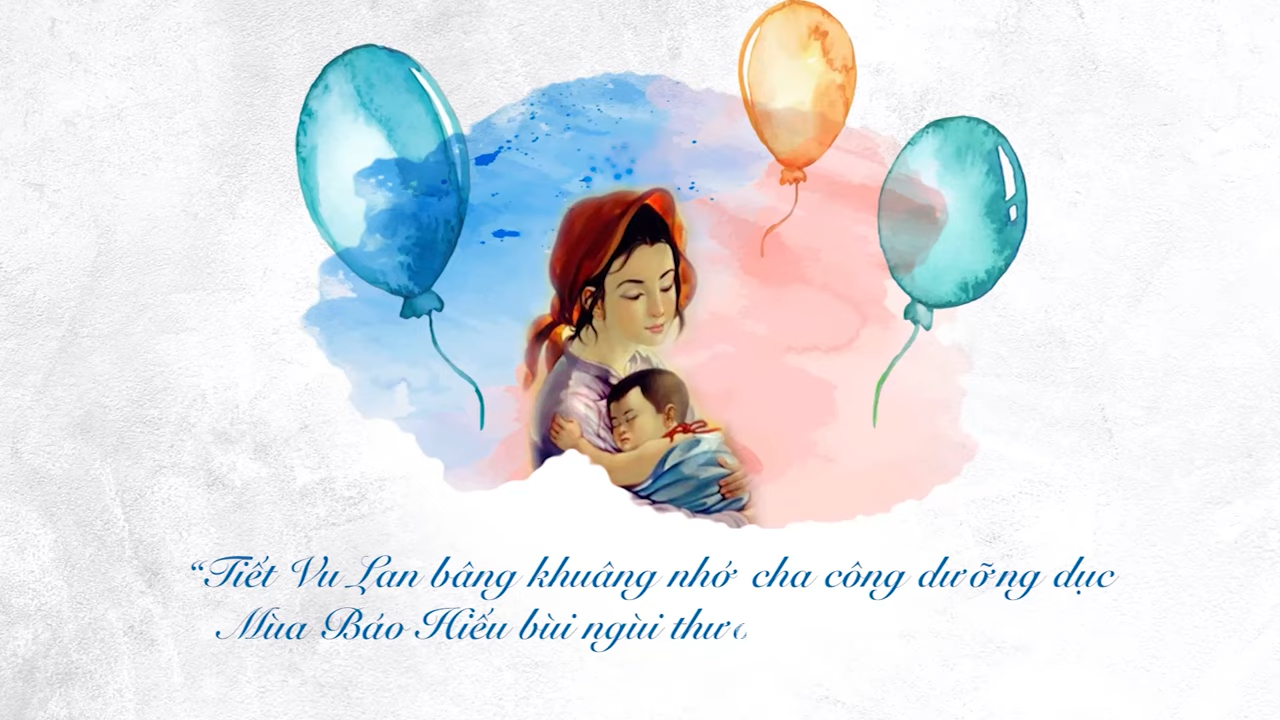 “Tiết Vu Lan bâng khuâng nhớ cha công dưỡng dục
Mùa Báo Hiếu bùi ngùi